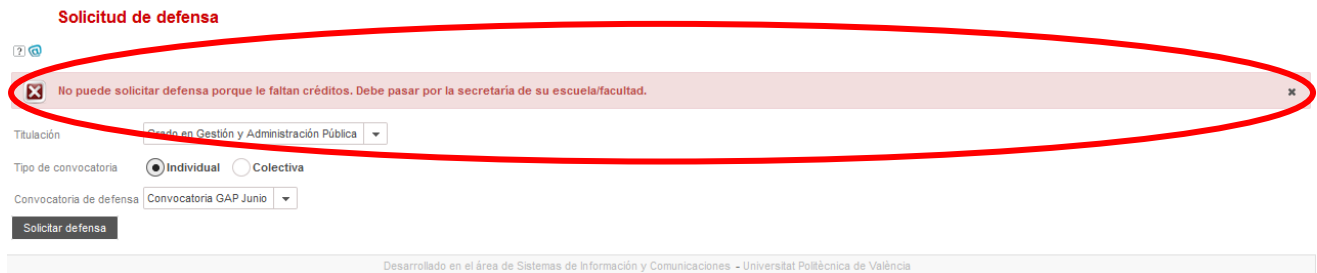 Solicitud de defensa
No puede solicitar defensa porque le faltan créditos. Debe pasar por la secretaría de su escuela/facultad.
Titulación Grado en Gestión y Administración Pública
Tipo de convocatoria Individual Colectiva
Convocatoria de defensa Convocatoria GAP Junio
Solicitar defensa
Desarrollado en el área de Sistemas de Información y Comunicaciones - Universitat Politècnica de València